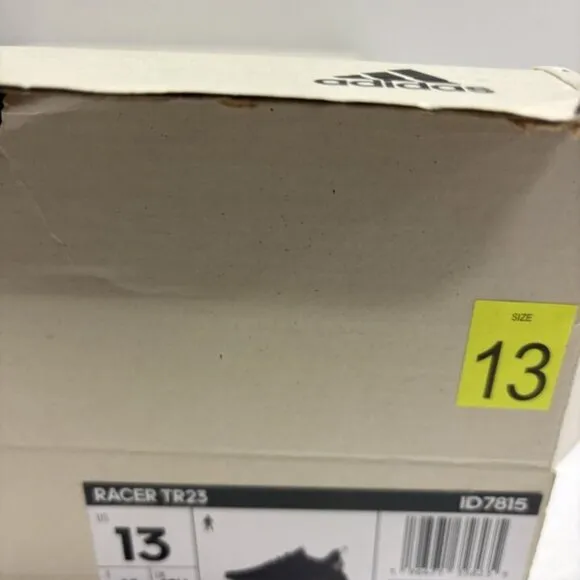 adidas
SIZE
13
RACER TR23 ID7815
US
13